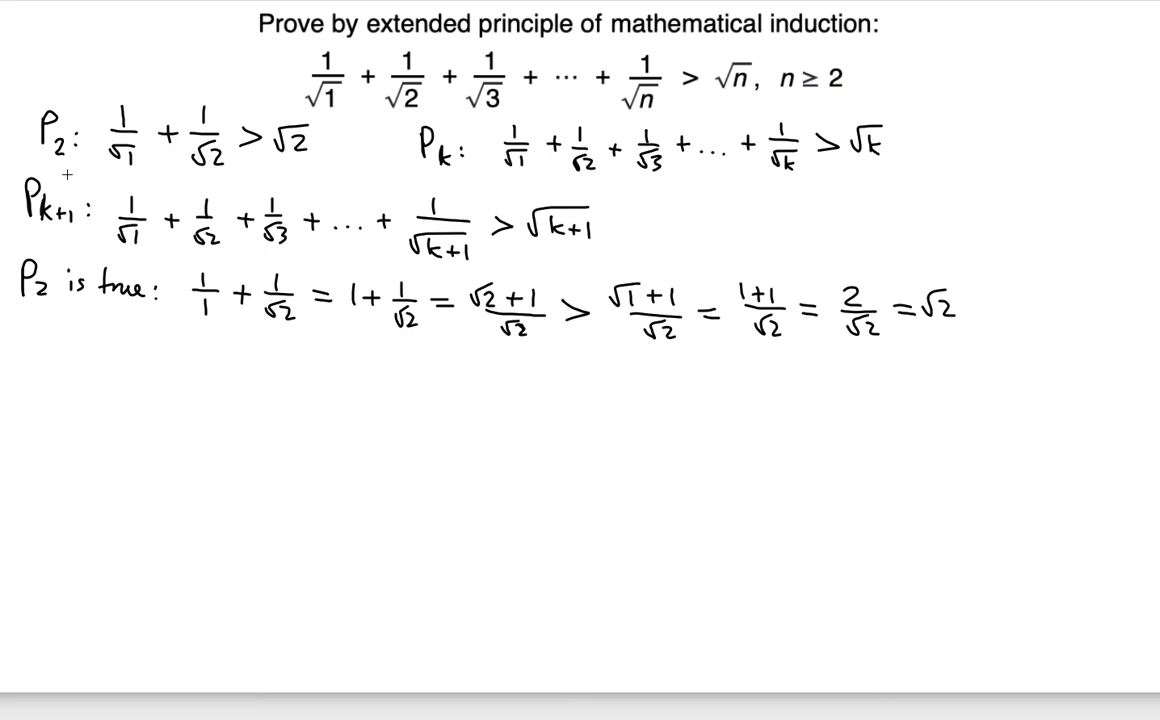 Prove by extended principle of mathematical induction:
1/√1 + 1/√2 + 1/√3 + ··· + 1/√n > √n, n ≥ 2
P₂: 1/√1 + 1/√2 > √2 Pₖ: 1/√1 + 1/√2 + 1/√3 + ... + 1/√k > √k
Pₖ₊₁: 1/√1 + 1/√2 + 1/√3 + ... + 1/√(k+1) > √(k+1)
P₂ is true: 1/1 + 1/√2 = 1 + 1/√2 = (√2 + 1)/√2 > (√1 + 1)/√2 = (1+1)/√2 = 2/√2 = √2